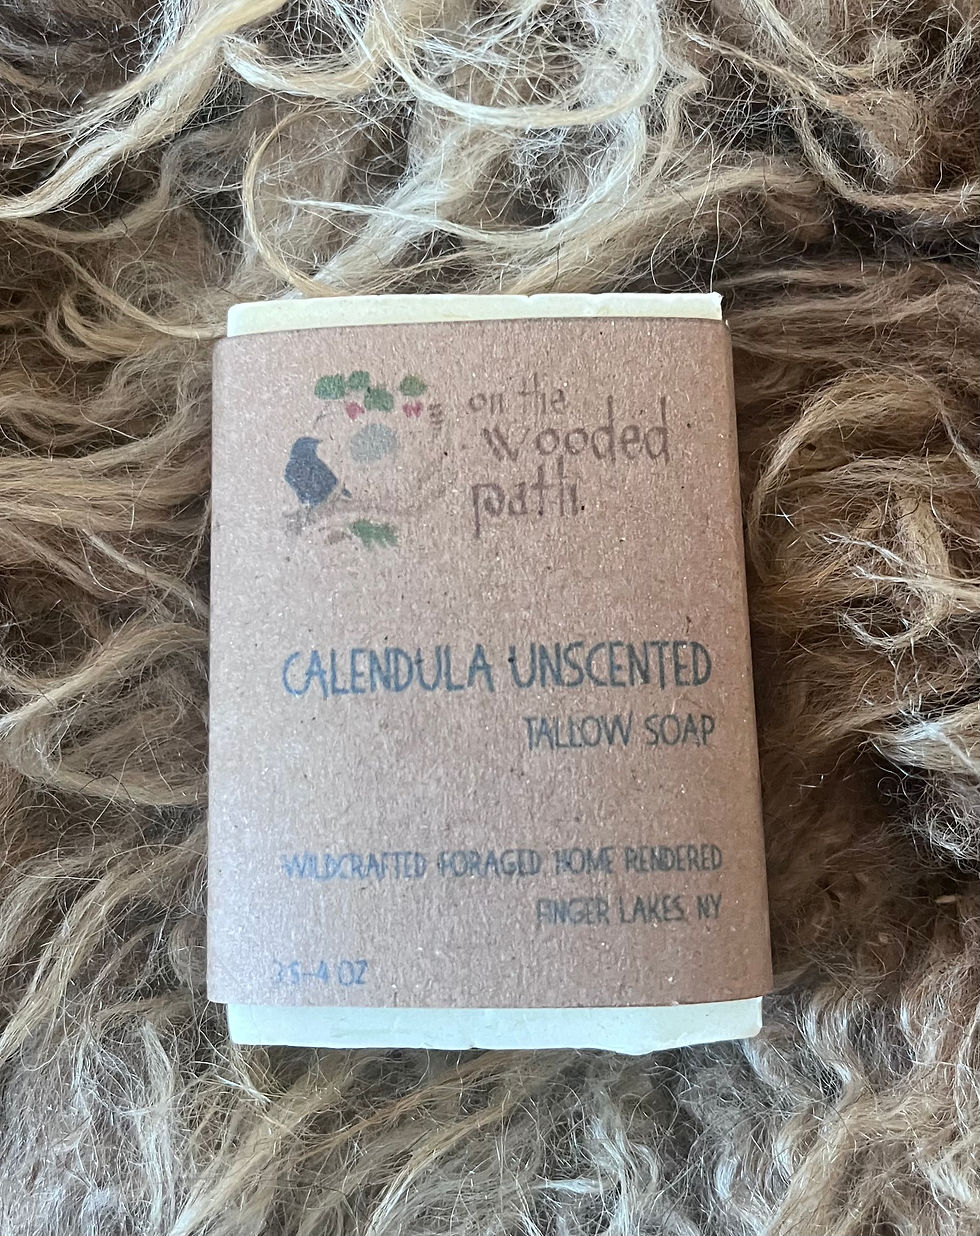 on the
wooded
path
CALENDULA UNSCENTED
TALLOW SOAP
WILDCRAFTED FORAGED HOME RENDERED
FINGER LAKES, NY
3.5-4 OZ